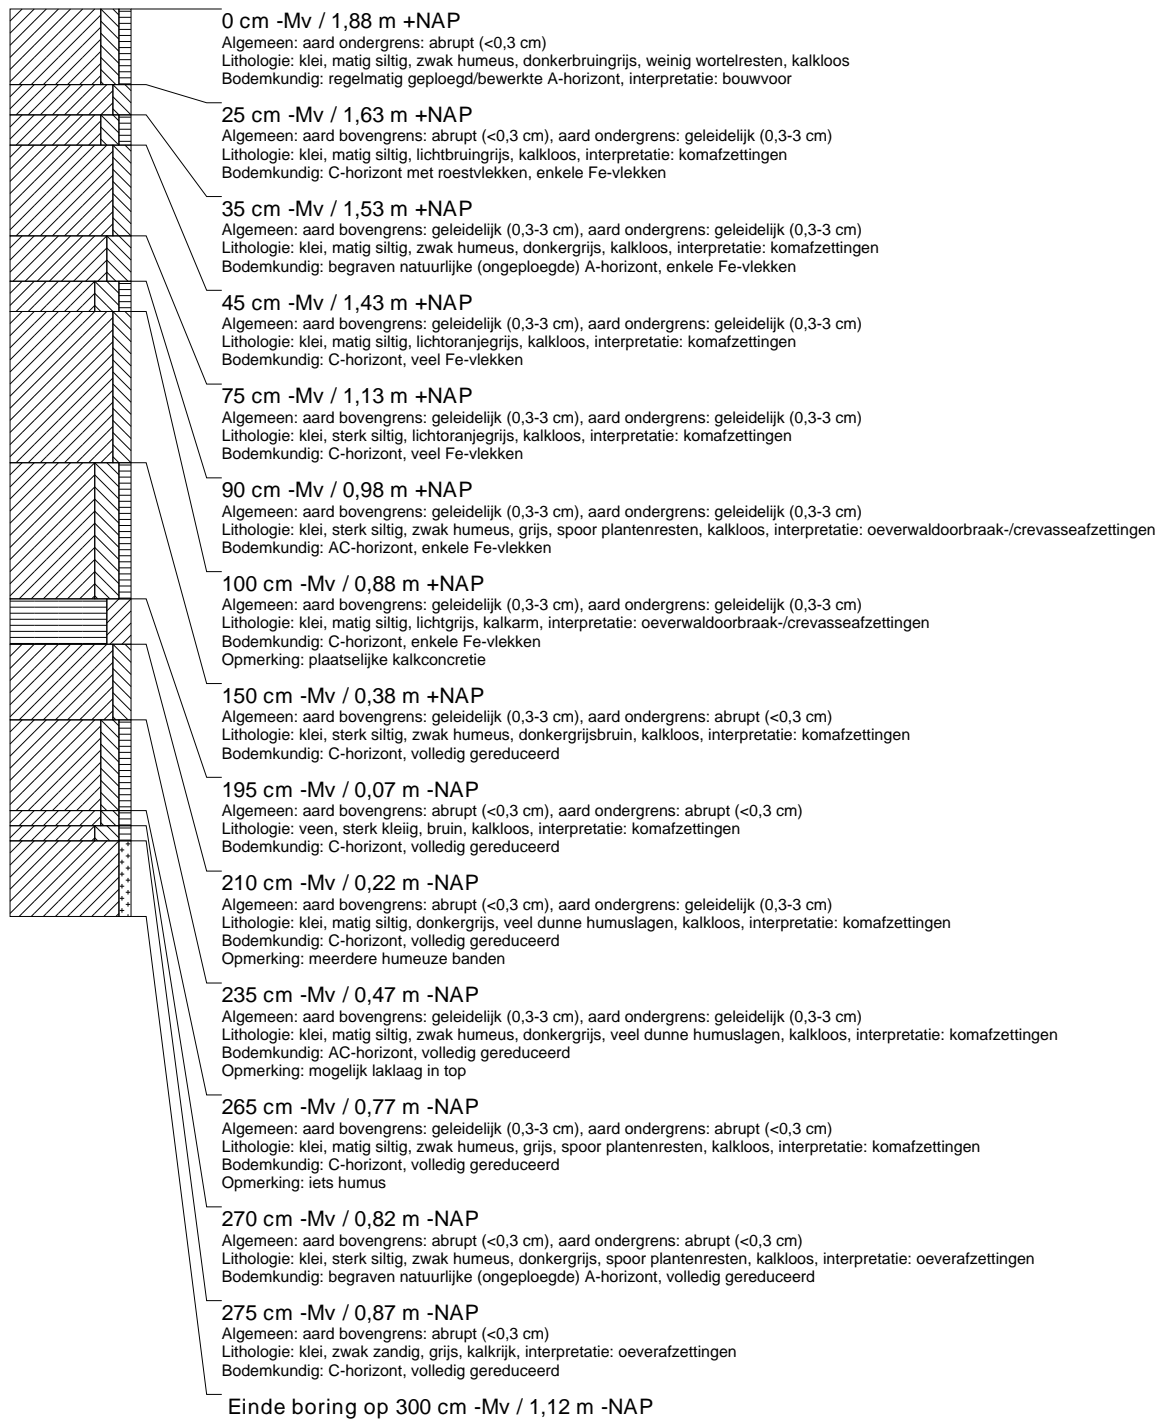 0 cm -Mv / 1,88 m +NAP
Algemeen: aard ondergrens: abrupt (<0,3 cm)
Lithologie: klei, matig siltig, zwak humeus, donkerbruingrijs, weinig wortelresten, kalkloos
Bodemkundig: regelmatig geploegd/bewerkte A-horizont, interpretatie: bouwvoor
25 cm -Mv / 1,63 m +NAP
Algemeen: aard bovengrens: abrupt (<0,3 cm), aard ondergrens: geleidelijk (0,3-3 cm)
Lithologie: klei, matig siltig, lichtbruingrijs, kalkloos, interpretatie: komafzettingen
Bodemkundig: C-horizont met roestvlekken, enkele Fe-vlekken
35 cm -Mv / 1,53 m +NAP
Algemeen: aard bovengrens: geleidelijk (0,3-3 cm), aard ondergrens: geleidelijk (0,3-3 cm)
Lithologie: klei, matig siltig, zwak humeus, donkergrijs, kalkloos, interpretatie: komafzettingen
Bodemkundig: begraven natuurlijke (ongeploegde) A-horizont, enkele Fe-vlekken
45 cm -Mv / 1,43 m +NAP
Algemeen: aard bovengrens: geleidelijk (0,3-3 cm), aard ondergrens: geleidelijk (0,3-3 cm)
Lithologie: klei, matig siltig, lichtoranjegrijs, kalkloos, interpretatie: komafzettingen
Bodemkundig: C-horizont, veel Fe-vlekken
75 cm -Mv / 1,13 m +NAP
Algemeen: aard bovengrens: geleidelijk (0,3-3 cm), aard ondergrens: geleidelijk (0,3-3 cm)
Lithologie: klei, sterk siltig, lichtoranjegrijs, kalkloos, interpretatie: komafzettingen
Bodemkundig: C-horizont, veel Fe-vlekken
90 cm -Mv / 0,98 m +NAP
Algemeen: aard bovengrens: geleidelijk (0,3-3 cm), aard ondergrens: geleidelijk (0,3-3 cm)
Lithologie: klei, sterk siltig, zwak humeus, grijs, spoor plantenresten, kalkloos, interpretatie: oeverwaldoorbraak-/crevasseafzettingen
Bodemkundig: AC-horizont, enkele Fe-vlekken
100 cm -Mv / 0,88 m +NAP
Algemeen: aard bovengrens: geleidelijk (0,3-3 cm), aard ondergrens: geleidelijk (0,3-3 cm)
Lithologie: klei, matig siltig, lichtgrijs, kalkarm, interpretatie: oeverwaldoorbraak-/crevasseafzettingen
Bodemkundig: C-horizont, enkele Fe-vlekken
Opmerking: plaatselijke kalkconcretie
150 cm -Mv / 0,38 m +NAP
Algemeen: aard bovengrens: geleidelijk (0,3-3 cm), aard ondergrens: abrupt (<0,3 cm)
Lithologie: klei, sterk siltig, zwak humeus, donkergrijsbruin, kalkloos, interpretatie: komafzettingen
Bodemkundig: C-horizont, volledig gereduceerd
195 cm -Mv / 0,07 m -NAP
Algemeen: aard bovengrens: abrupt (<0,3 cm), aard ondergrens: abrupt (<0,3 cm)
Lithologie: veen, sterk kleiig, bruin, kalkloos, interpretatie: komafzettingen
Bodemkundig: C-horizont, volledig gereduceerd
210 cm -Mv / 0,22 m -NAP
Algemeen: aard bovengrens: abrupt (<0,3 cm), aard ondergrens: geleidelijk (0,3-3 cm)
Lithologie: klei, matig siltig, donkergrijs, veel dunne humuslagen, kalkloos, interpretatie: komafzettingen
Bodemkundig: C-horizont, volledig gereduceerd
Opmerking: meerdere humeuze banden
235 cm -Mv / 0,47 m -NAP
Algemeen: aard bovengrens: geleidelijk (0,3-3 cm), aard ondergrens: geleidelijk (0,3-3 cm)
Lithologie: klei, matig siltig, zwak humeus, donkergrijs, veel dunne humuslagen, kalkloos, interpretatie: komafzettingen
Bodemkundig: AC-horizont, volledig gereduceerd
Opmerking: mogelijk laklaag in top
265 cm -Mv / 0,77 m -NAP
Algemeen: aard bovengrens: geleidelijk (0,3-3 cm), aard ondergrens: abrupt (<0,3 cm)
Lithologie: klei, matig siltig, zwak humeus, grijs, spoor plantenresten, kalkloos, interpretatie: komafzettingen
Bodemkundig: C-horizont, volledig gereduceerd
Opmerking: iets humus
270 cm -Mv / 0,82 m -NAP
Algemeen: aard bovengrens: abrupt (<0,3 cm), aard ondergrens: abrupt (<0,3 cm)
Lithologie: klei, sterk siltig, zwak humeus, donkergrijs, spoor plantenresten, kalkloos, interpretatie: oeverafzettingen
Bodemkundig: begraven natuurlijke (ongeploegde) A-horizont, volledig gereduceerd
275 cm -Mv / 0,87 m -NAP
Algemeen: aard bovengrens: abrupt (<0,3 cm)
Lithologie: klei, zwak zandig, grijs, kalkrijk, interpretatie: oeverafzettingen
Bodemkundig: C-horizont, volledig gereduceerd
Einde boring op 300 cm -Mv / 1,12 m -NAP